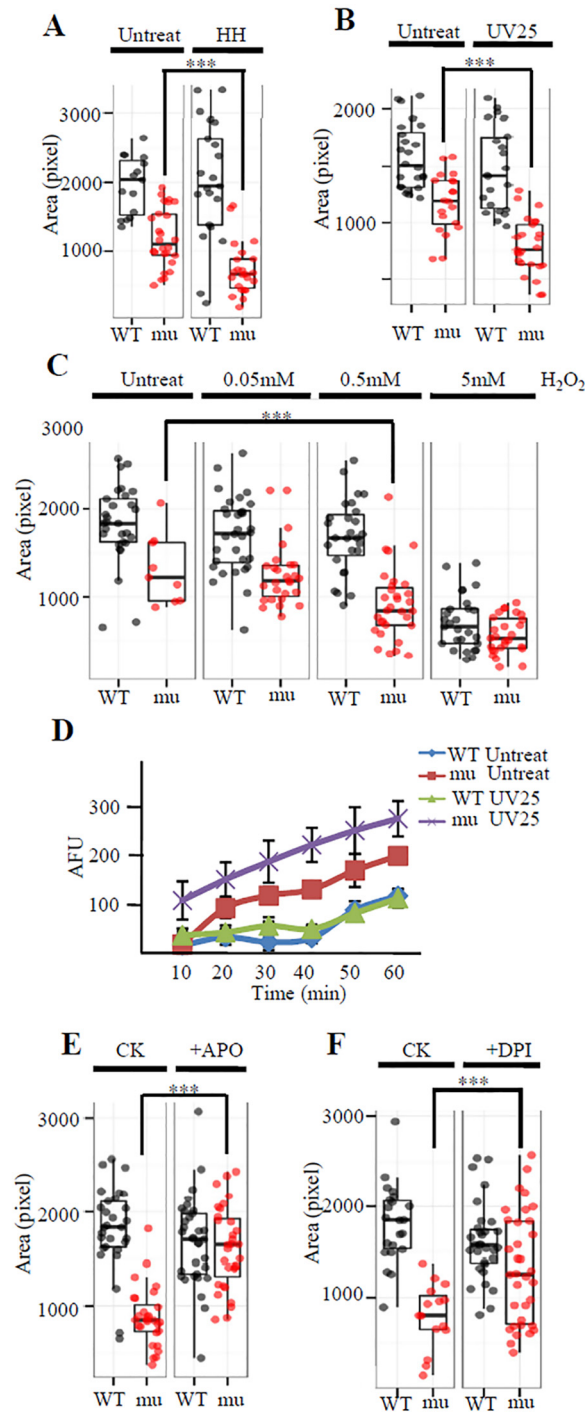 A
Untreat HH
***
Area (pixel)
3000
2000
1000
WT mu WT mu
B
Untreat UV25
***
Area (pixel)
2000
1000
WT mu WT mu
C
Untreat 0.05mM 0.5mM 5mM H₂O₂
***
Area (pixel)
3000
2000
1000
WT mu WT mu WT mu WT mu
D
WT Untreat
mu Untreat
WT UV25
mu UV25
AFU
300
200
100
10 20 30 40 50 60
Time (min)
E
CK +APO
***
Area (pixel)
3000
2000
1000
WT mu WT mu
F
CK +DPI
***
Area (pixel)
3000
2000
1000
WT mu WT mu